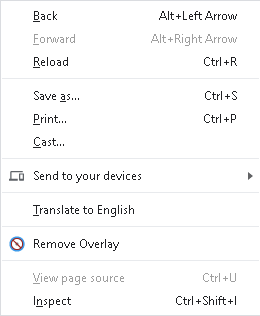 Back Alt+Left Arrow
Forward Alt+Right Arrow
Reload Ctrl+R
Save as... Ctrl+S
Print... Ctrl+P
Cast...
Send to your devices
Translate to English
Remove Overlay
View page source Ctrl+U
Inspect Ctrl+Shift+I